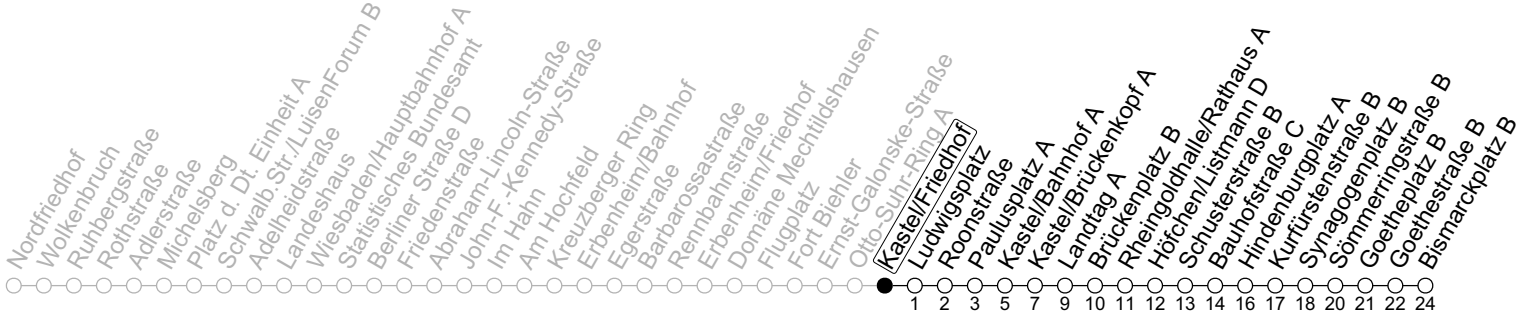 Nordfriedhof
Wolkenbruch
Ruhbergstraße
Rothstraße
Adlerstraße
Michelsberg
Platz d. Dt. Einheit A
Schwalb.Str./LuisenForum B
Adelheidstraße
Landeshaus
Wiesbaden/Hauptbahnhof A
Statistisches Bundesamt
Berliner Straße D
Friedenstraße
Abraham-Lincoln-Straße
John-F.-Kennedy-Straße
Im Hahn
Am Hochfeld
Kreuzberger Ring
Erbenheim/Bahnhof
Egerstraße
Barbarossastraße
Rennbahnstraße
Erbenheim/Friedhof
Domäne Mechtildshausen
Flugplatz
Fort Biehler
Ernst-Galonske-Straße
Otto-Suhr-Ring A
Kastel/Friedhof
Ludwigsplatz
Roonstraße
Paulusplatz A
Kastel/Bahnhof A
Kastel/Brückenkopf A
Landtag A
Brückenplatz B
Rheingoldhalle/Rathaus A
Höfchen/Listmann D
Schusterstraße B
Bauhofstraße C
Hindenburgplatz A
Kurfürstenstraße B
Synagogenplatz B
Sömmerringstraße B
Goetheplatz B
Goethestraße B
Bismarckplatz B
1 2 3 5 7 9 10 11 12 13 14 16 17 18 20 21 22 24